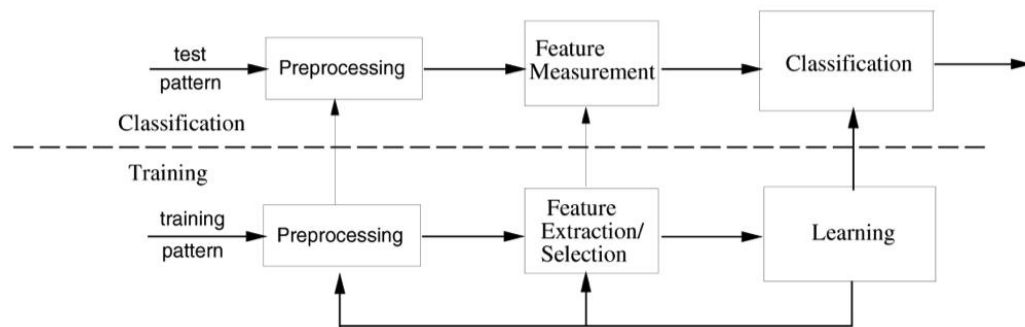 test
pattern
Preprocessing
Feature
Measurement
Classification
Classification
Training
training
pattern
Preprocessing
Feature
Extraction/
Selection
Learning